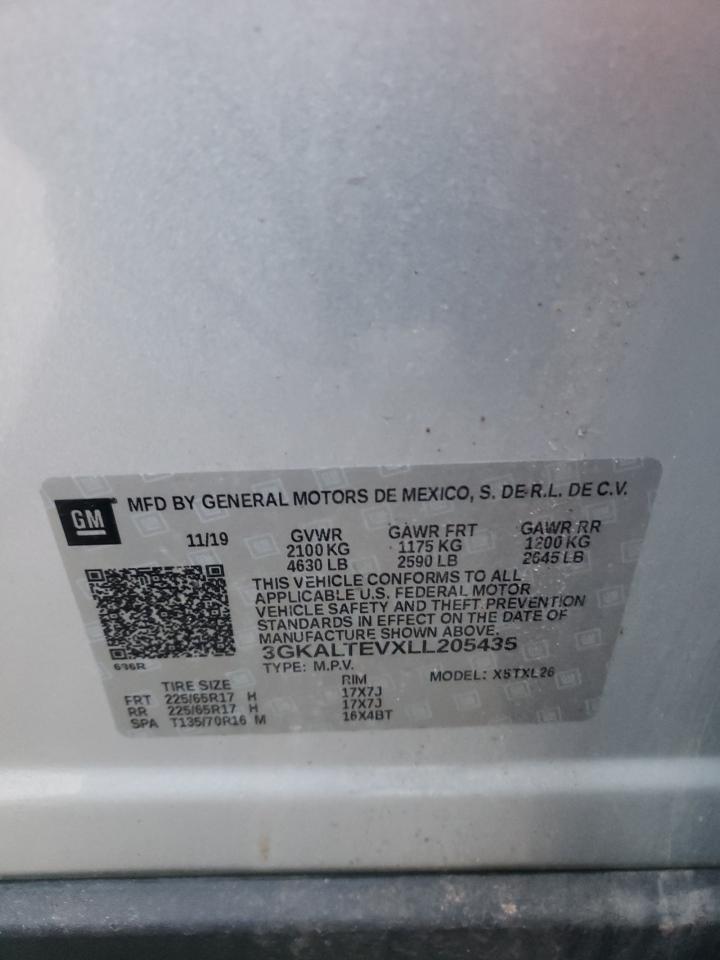 GM
MFD BY GENERAL MOTORS DE MEXICO, S. DE R.L. DE C.V.
11/19 GVWR GAWR FRT GAWR RR
2100 KG 1175 KG 1200 KG
4630 LB 2590 LB 2645 LB
THIS VEHICLE CONFORMS TO ALL
APPLICABLE U.S. FEDERAL MOTOR
VEHICLE SAFETY AND THEFT PREVENTION
STANDARDS IN EFFECT ON THE DATE OF
MANUFACTURE SHOWN ABOVE.
636R 3GKALTEVXLL205435
TYPE: M.P.V. MODEL: XSTXL26
TIRE SIZE RIM
FRT 225/65R17 H 17X7J
RR 225/65R17 H 17X7J
SPA T135/70R16 M 16X4BT